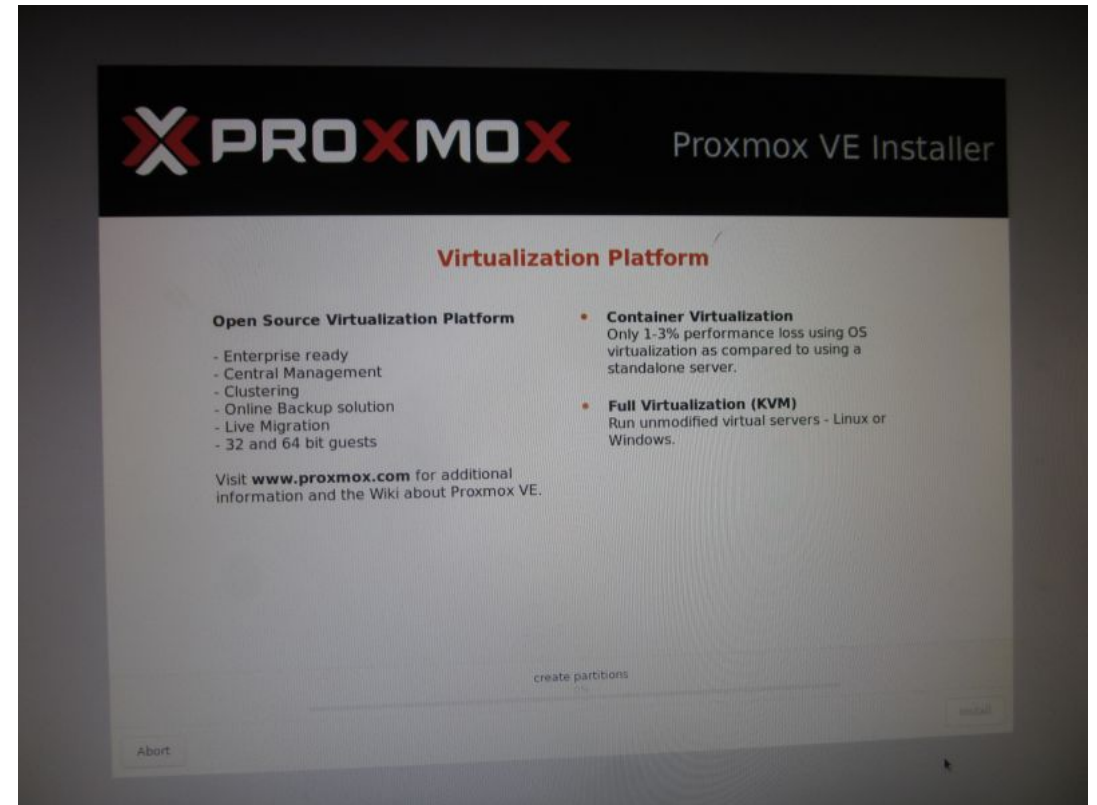 PROXMOX
Proxmox VE Installer
Virtualization Platform
Open Source Virtualization Platform
- Enterprise ready
- Central Management
- Clustering
- Online Backup solution
- Live Migration
- 32 and 64 bit guests
Visit www.proxmox.com for additional
information and the Wiki about Proxmox VE.
• Container Virtualization
Only 1-3% performance loss using OS
virtualization as compared to using a
standalone server.
• Full Virtualization (KVM)
Run unmodified virtual servers - Linux or
Windows.
create partitions
Abort
Install